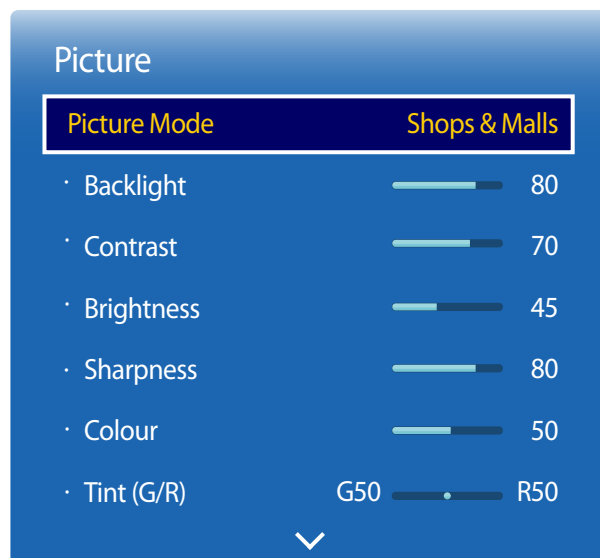 Picture
Picture Mode Shops & Malls
· Backlight 80
· Contrast 70
· Brightness 45
· Sharpness 80
· Colour 50
· Tint (G/R) G50 R50